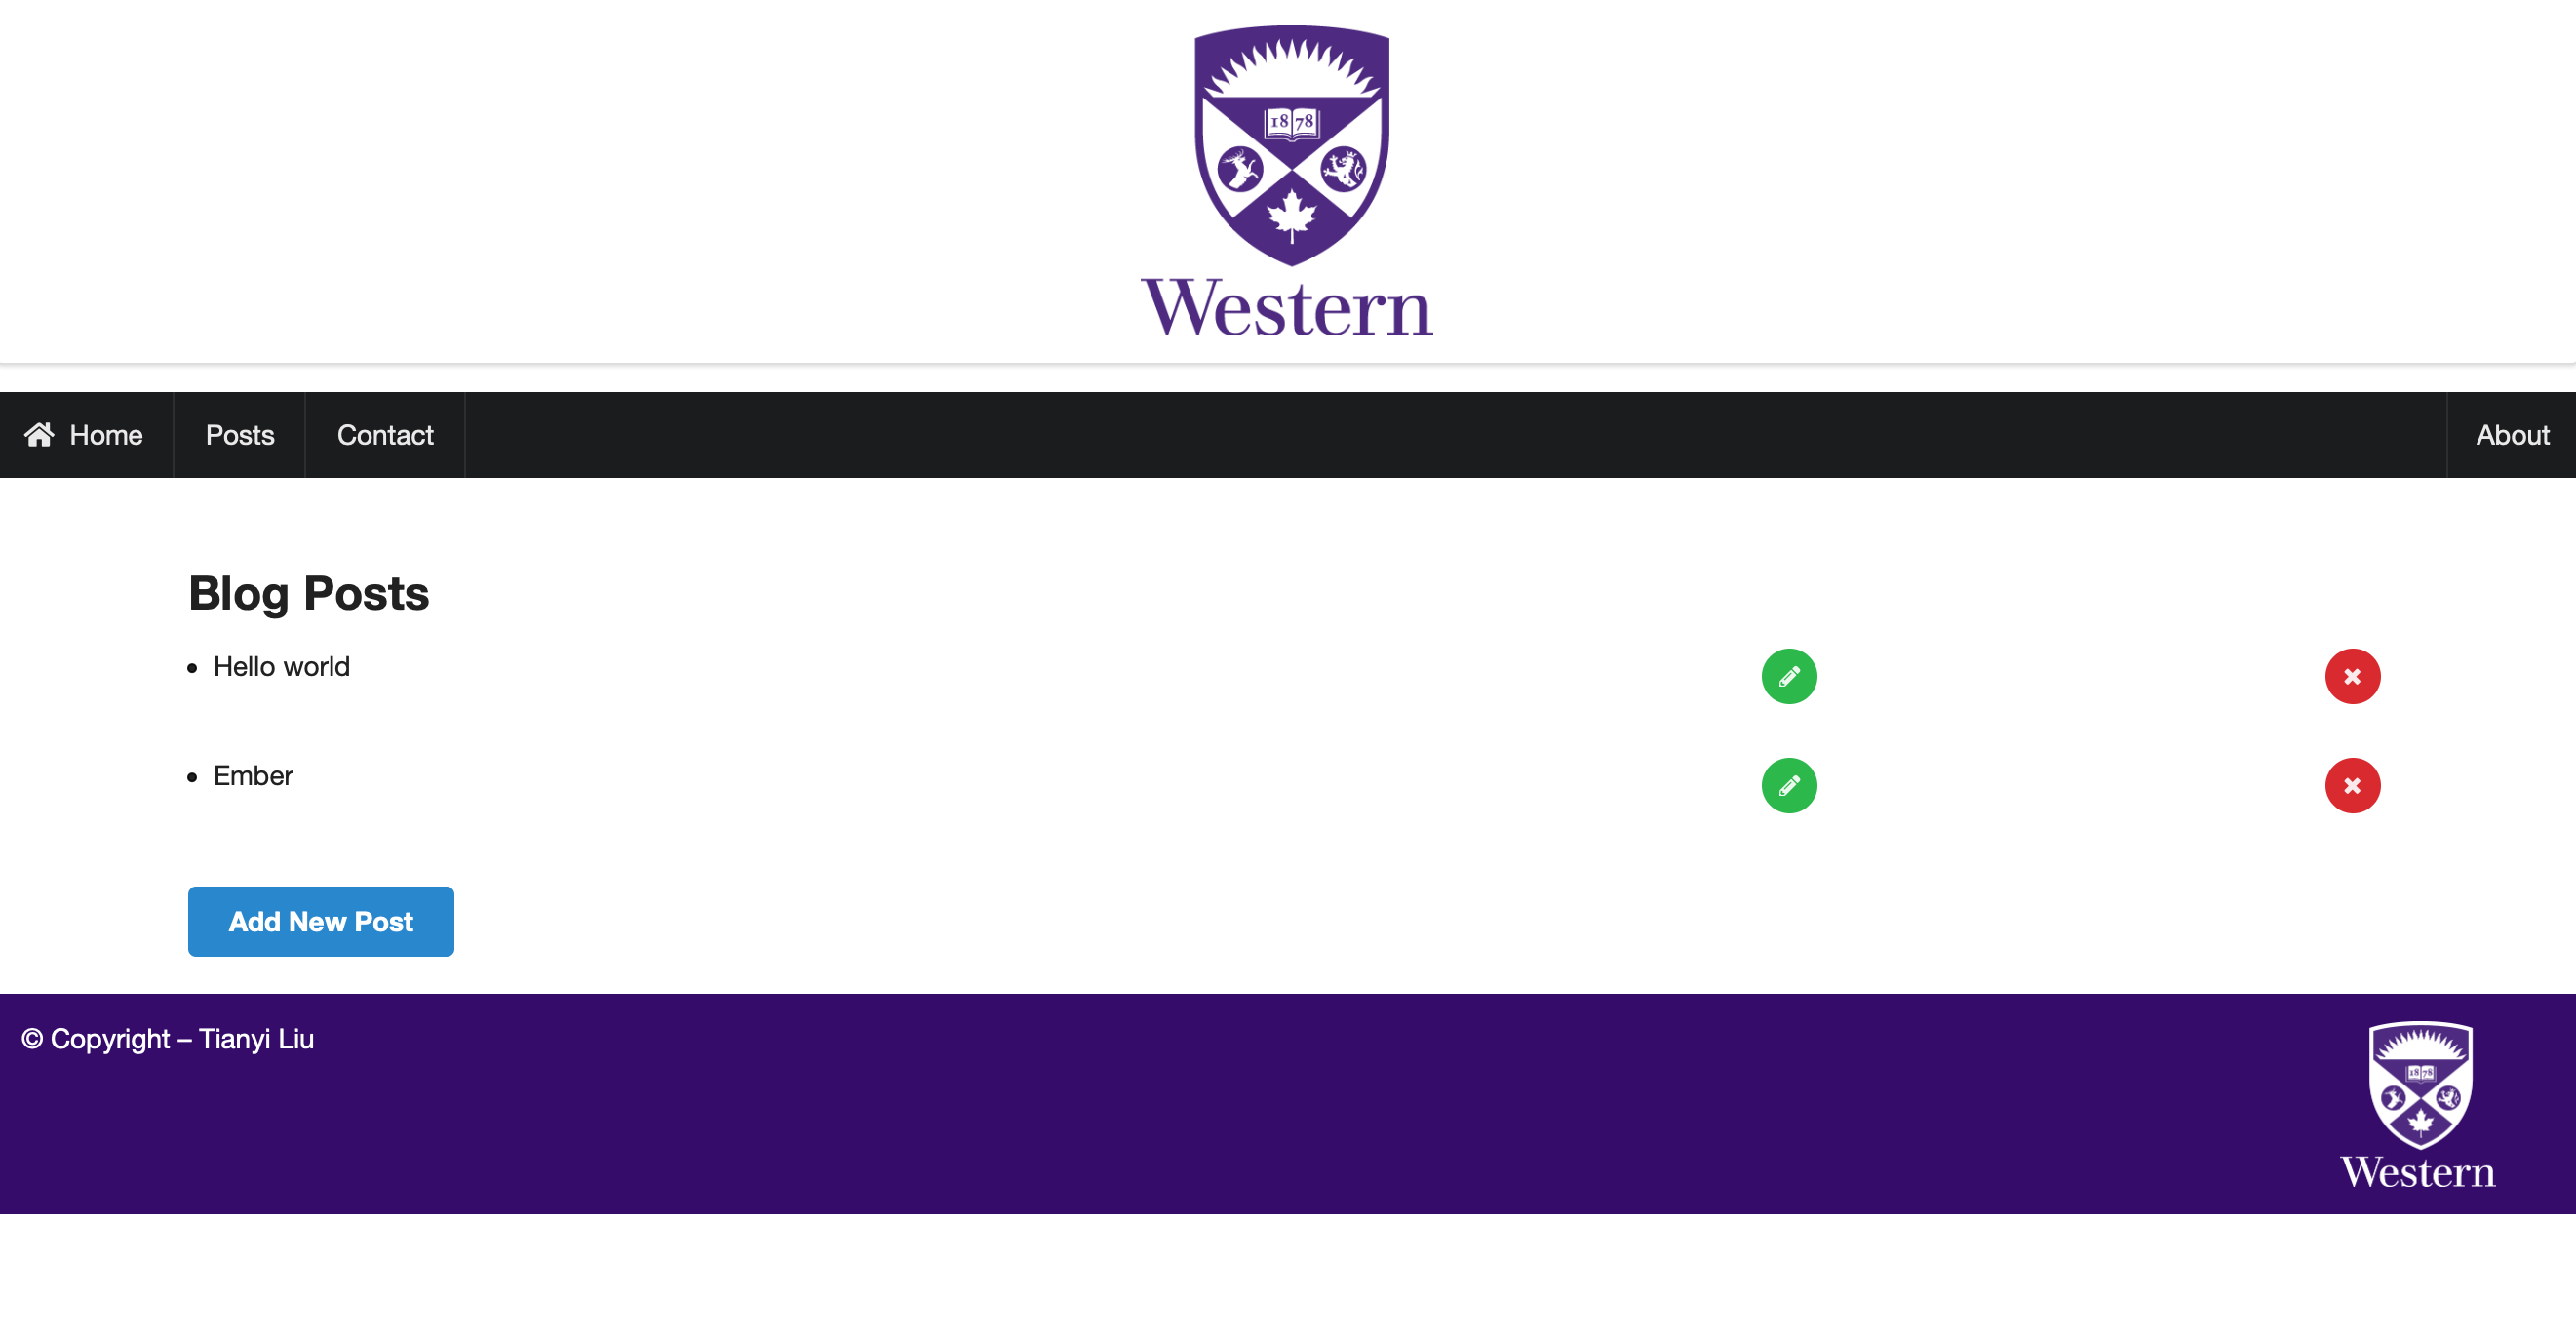 18 78
Western
Home Posts Contact About
Blog Posts
• Hello world
• Ember
Add New Post
© Copyright – Tianyi Liu
18 78
Western